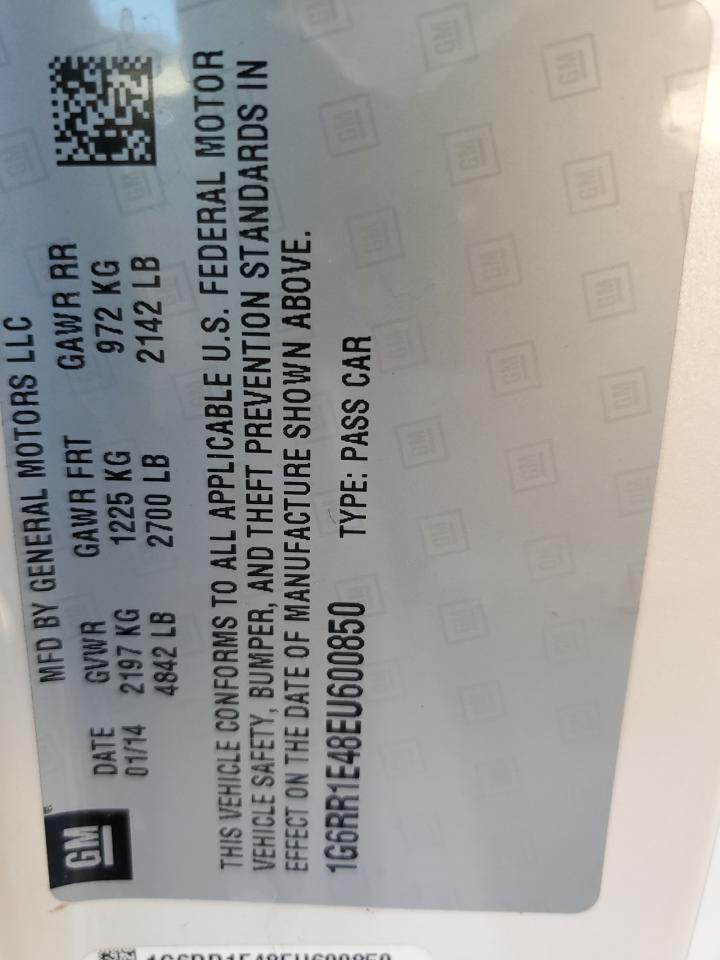 GM
MFD BY GENERAL MOTORS LLC
DATE GVWR GAWR FRT GAWR RR
01/14 2197 KG 1225 KG 972 KG
4842 LB 2700 LB 2142 LB
THIS VEHICLE CONFORMS TO ALL APPLICABLE U.S. FEDERAL MOTOR
VEHICLE SAFETY, BUMPER, AND THEFT PREVENTION STANDARDS IN
EFFECT ON THE DATE OF MANUFACTURE SHOWN ABOVE.
1G6RR1E48EU600850 TYPE: PASS CAR